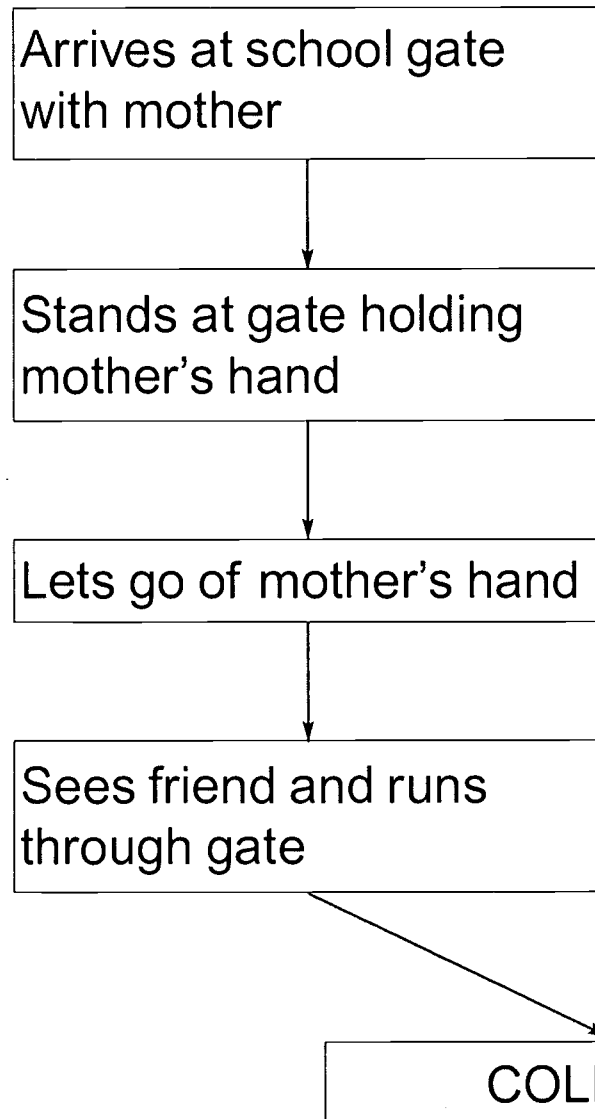 Arrives at school gate
with mother
Stands at gate holding
mother's hand
Lets go of mother's hand
Sees friend and runs
through gate